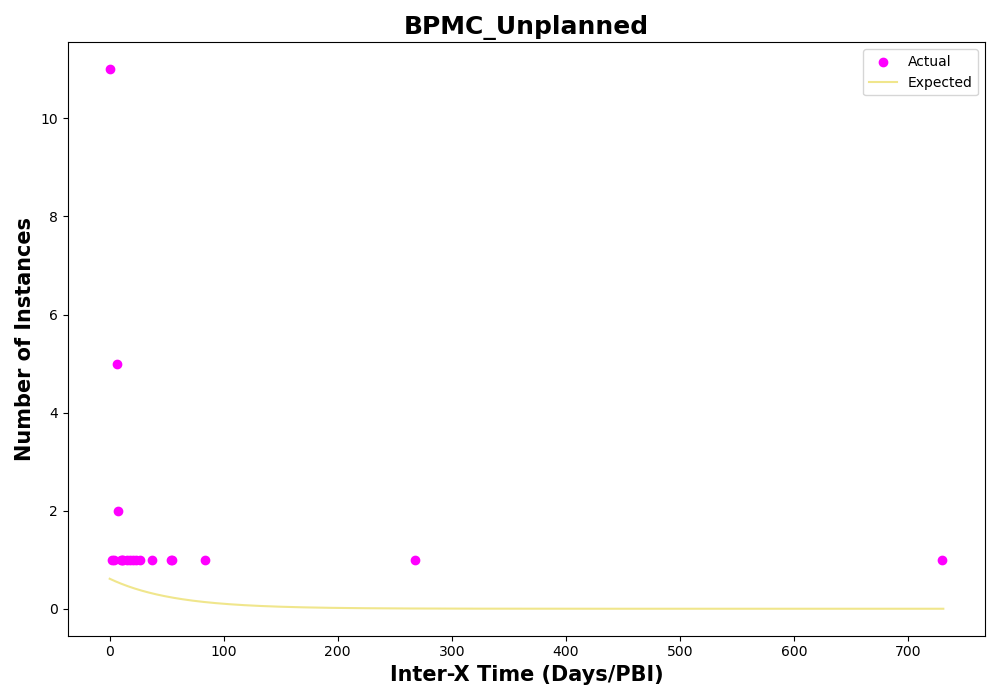 BPMC_Unplanned
Actual
Expected
Number of Instances
10
8
6
4
2
0
0 100 200 300 400 500 600 700
Inter-X Time (Days/PBI)